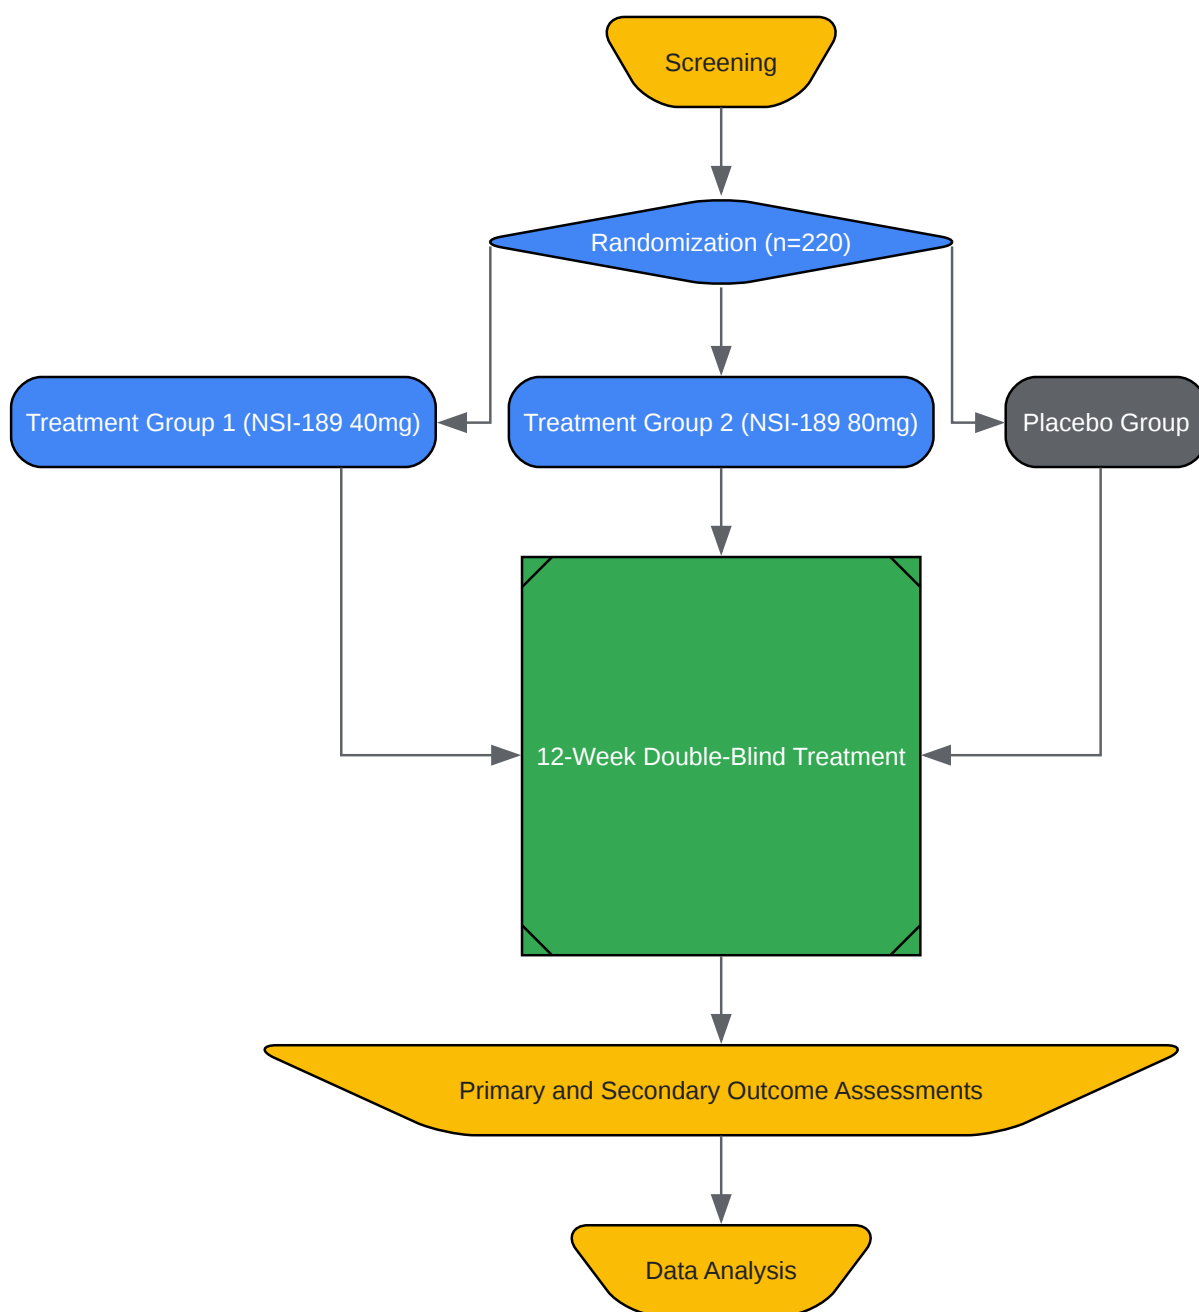 Screening
Randomization (n=220)
Treatment Group 1 (NSI-189 40mg)
Treatment Group 2 (NSI-189 80mg)
Placebo Group
12-Week Double-Blind Treatment
Primary and Secondary Outcome Assessments
Data Analysis